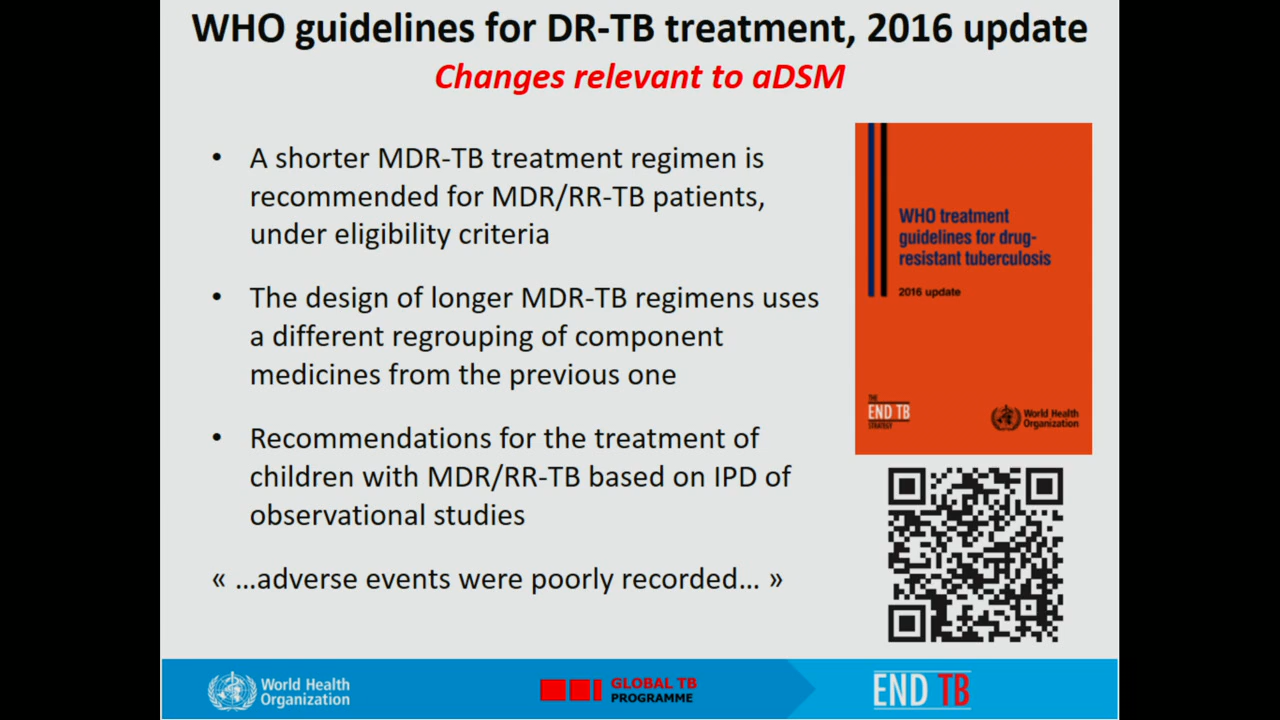 WHO guidelines for DR-TB treatment, 2016 update
Changes relevant to aDSM
• A shorter MDR-TB treatment regimen is
recommended for MDR/RR-TB patients,
under eligibility criteria
• The design of longer MDR-TB regimens uses
a different regrouping of component
medicines from the previous one
• Recommendations for the treatment of
children with MDR/RR-TB based on IPD of
observational studies
« …adverse events were poorly recorded… »
WHO treatment
guidelines for drug-
resistant tuberculosis
2016 update
THE
END TB
STRATEGY
World Health
Organization
World Health
Organization
GLOBAL TB
PROGRAMME
END TB